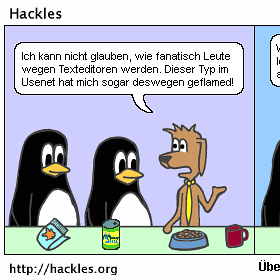 Hackles
Ich kann nicht glauben, wie fanatisch Leute
wegen Texteditoren werden. Dieser Typ im
Usenet hat mich sogar deswegen geflamed!
http://hackles.org